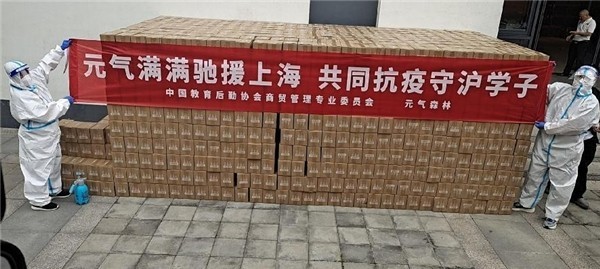 元气满满驰援上海 共同抗疫守沪学子
中国教育后勤协会商贸管理专业委员会 元气森林